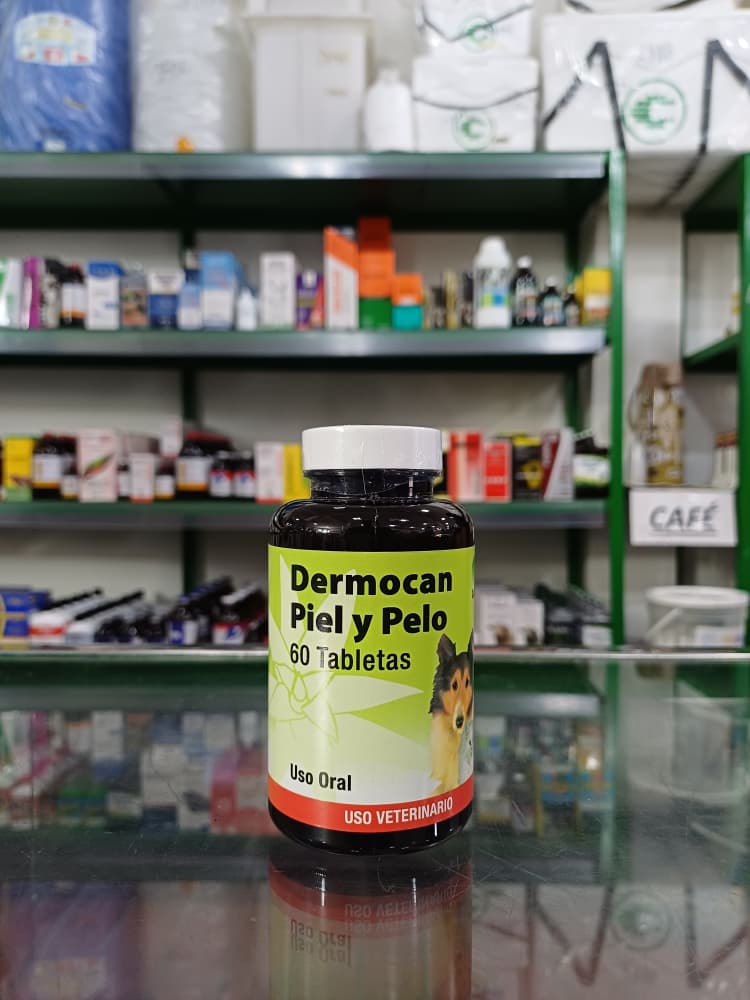 CAFÉ
Dermocan
Piel y Pelo
60 Tabletas
Uso Oral
USO VETERINARIO